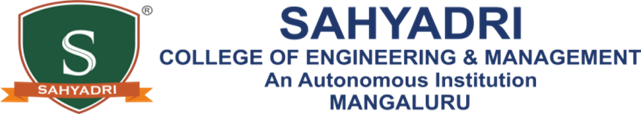 S
SAHYADRI
®
SAHYADRI
COLLEGE OF ENGINEERING & MANAGEMENT
An Autonomous Institution
MANGALURU